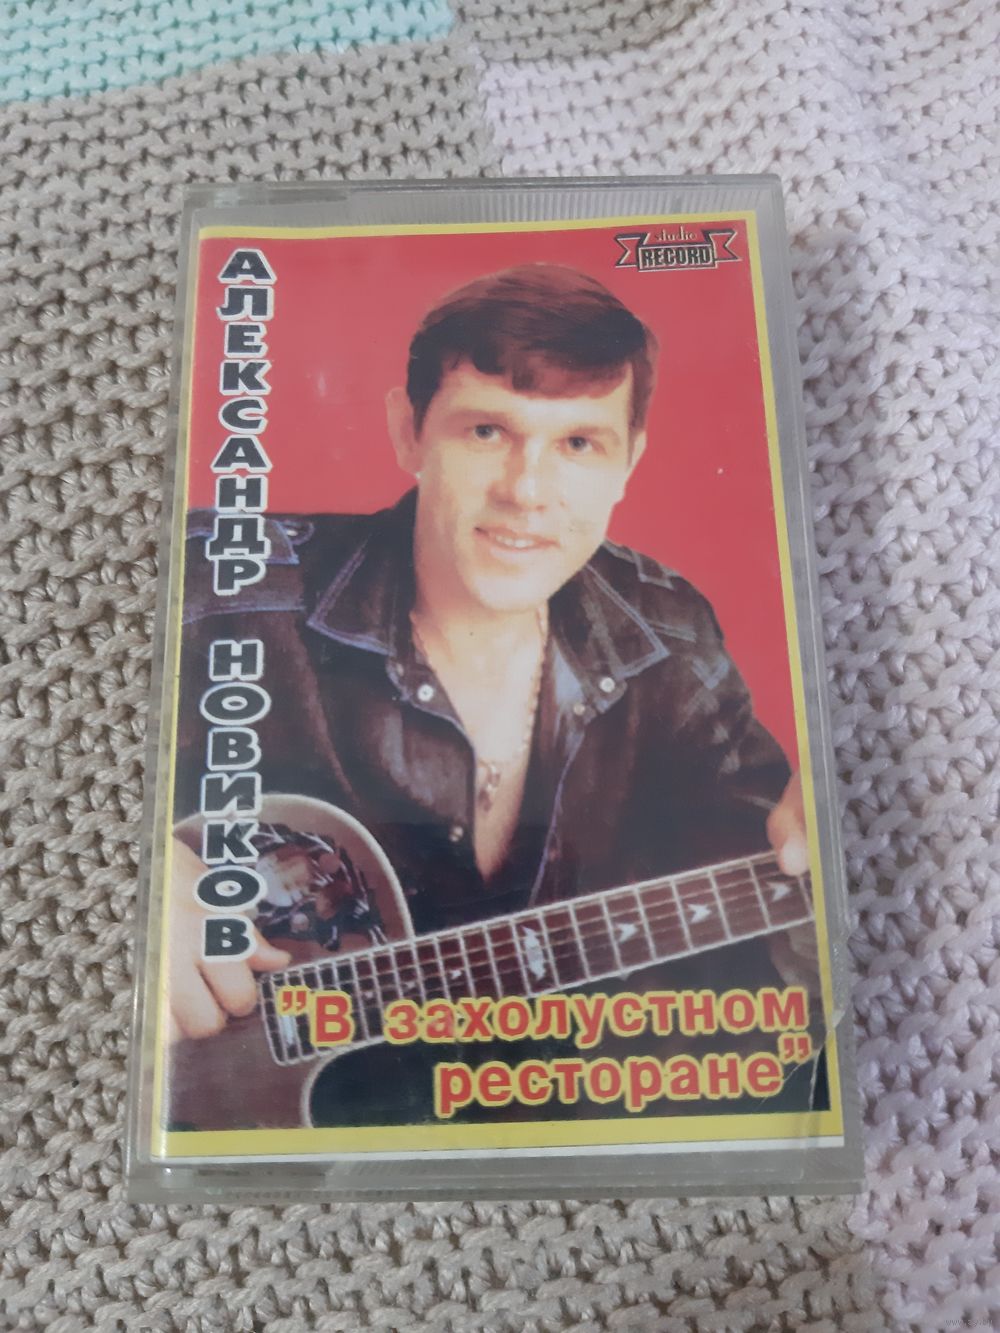 studio
RECORD
АЛЕКСАНДР НОВИКОВ
"В захолустном
ресторане"